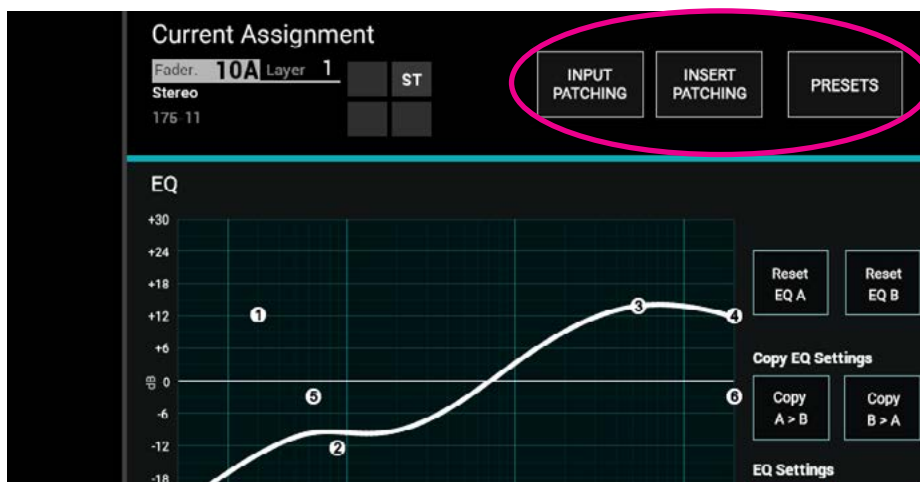 Current Assignment
Fader. 10A Layer 1
Stereo
175-11
ST
INPUT
PATCHING
INSERT
PATCHING
PRESETS
EQ
+30
+24
+18
+12
+6
dB 0
-6
-12
-18
1
2
3
4
5
6
Reset
EQ A
Reset
EQ B
Copy EQ Settings
Copy
A > B
Copy
B > A
EQ Settings